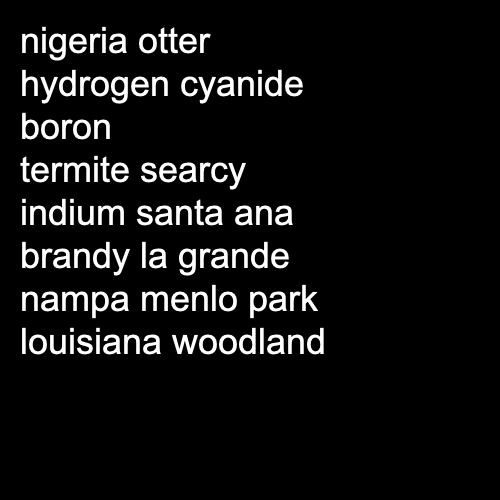 nigeria otter
hydrogen cyanide
boron
termite searcy
indium santa ana
brandy la grande
nampa menlo park
louisiana woodland